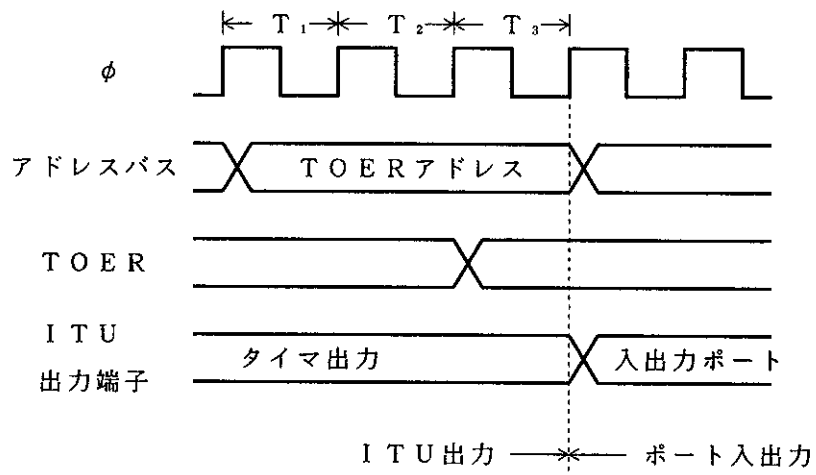 T₁ T₂ T₃
φ
アドレスバス TOERアドレス
TOER
ITU
出力端子 タイマ出力 入出力ポート
ITU出力 ポート入出力